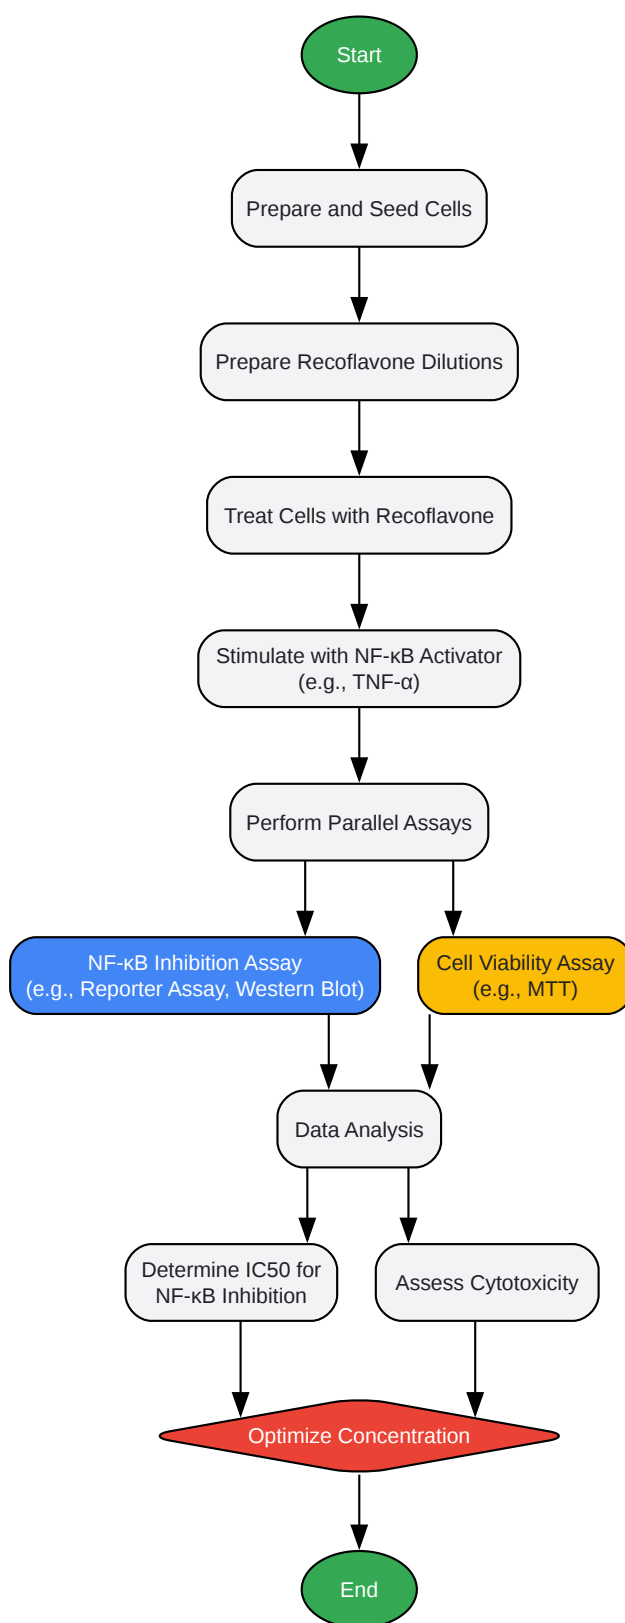 Start
Prepare and Seed Cells
Prepare Recoflavone Dilutions
Treat Cells with Recoflavone
Stimulate with NF-κB Activator
(e.g., TNF-α)
Perform Parallel Assays
NF-κB Inhibition Assay
(e.g., Reporter Assay, Western Blot)
Cell Viability Assay
(e.g., MTT)
Data Analysis
Determine IC50 for
NF-κB Inhibition
Assess Cytotoxicity
Optimize Concentration
End